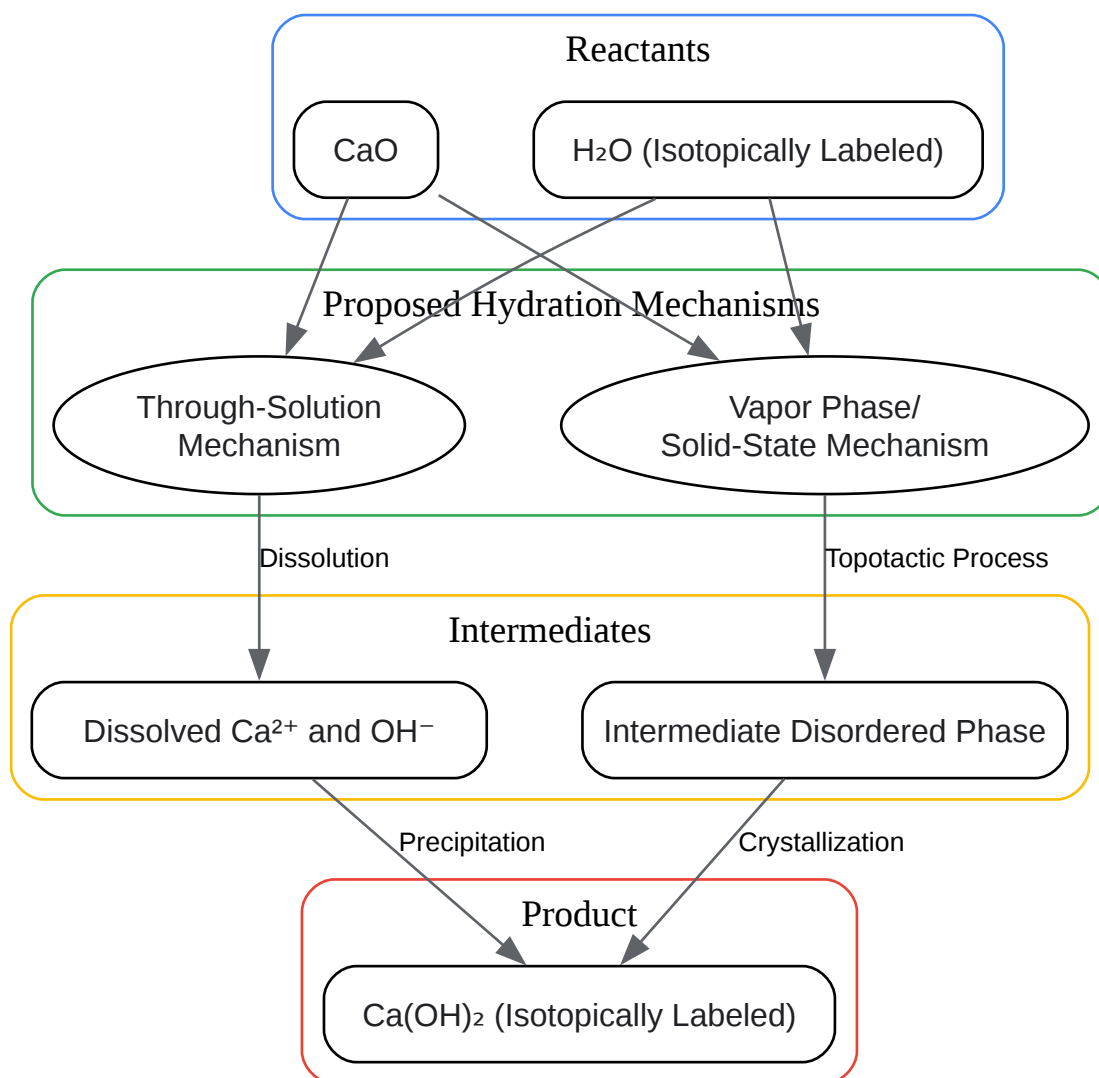 Reactants
CaO
H₂O (Isotopically Labeled)
Proposed Hydration Mechanisms
Through-Solution
Mechanism
Vapor Phase/
Solid-State Mechanism
Dissolution
Topotactic Process
Intermediates
Dissolved Ca²⁺ and OH⁻
Intermediate Disordered Phase
Precipitation
Crystallization
Product
Ca(OH)₂ (Isotopically Labeled)